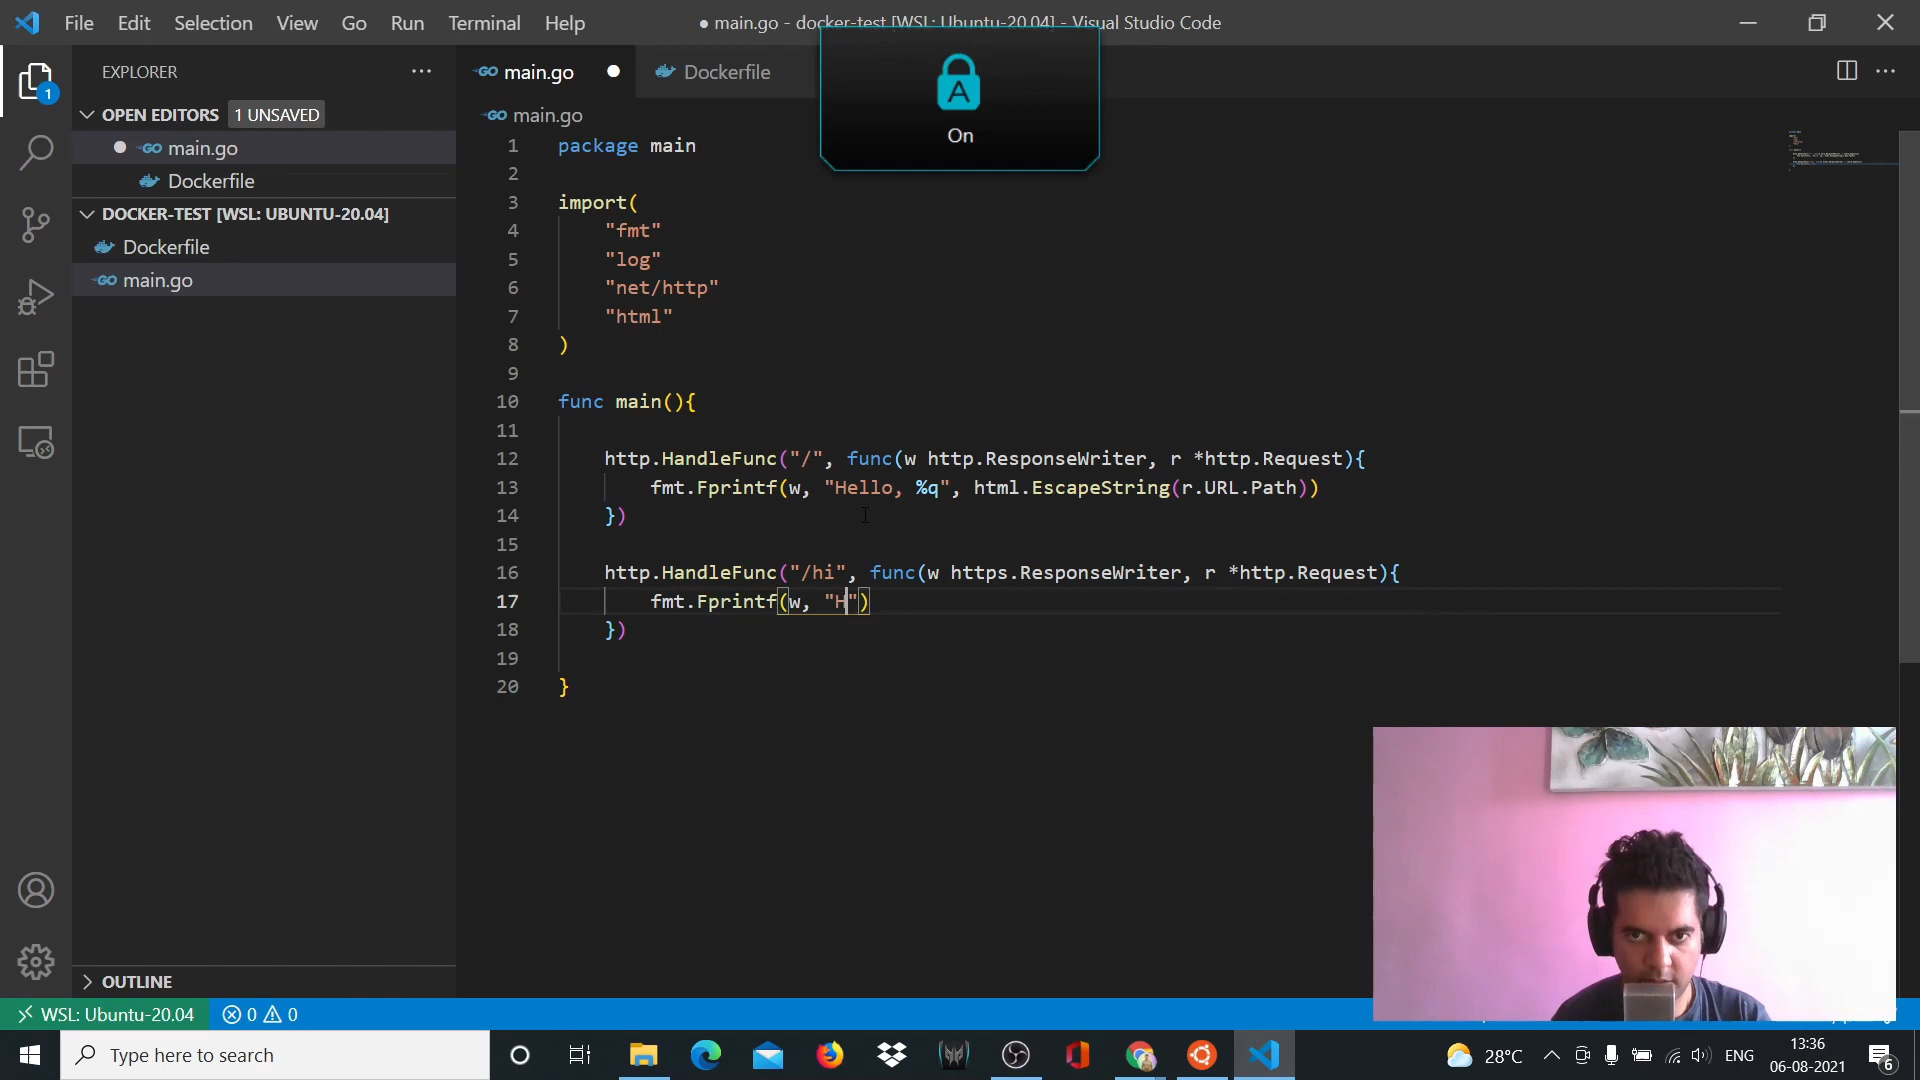 File Edit Selection View Go Run Terminal Help
● main.go - docker-test [WSL: Ubuntu-20.04] - Visual Studio Code
A
On
EXPLORER
main.go
Dockerfile
1
OPEN EDITORS 1 UNSAVED
main.go
Dockerfile
DOCKER-TEST [WSL: UBUNTU-20.04]
Dockerfile
main.go
main.go
1 package main
2
3 import(
4 "fmt"
5 "log"
6 "net/http"
7 "html"
8 )
9
10 func main(){
11
12 http.HandleFunc("/", func(w http.ResponseWriter, r *http.Request){
13 fmt.Fprintf(w, "Hello, %q", html.EscapeString(r.URL.Path))
14 })
15
16 http.HandleFunc("/hi", func(w https.ResponseWriter, r *http.Request){
17 fmt.Fprintf(w, "H")
18 })
19
20 }
OUTLINE
WSL: Ubuntu-20.04 0 0
Type here to search
28°C
ENG
13:36
06-08-2021
6